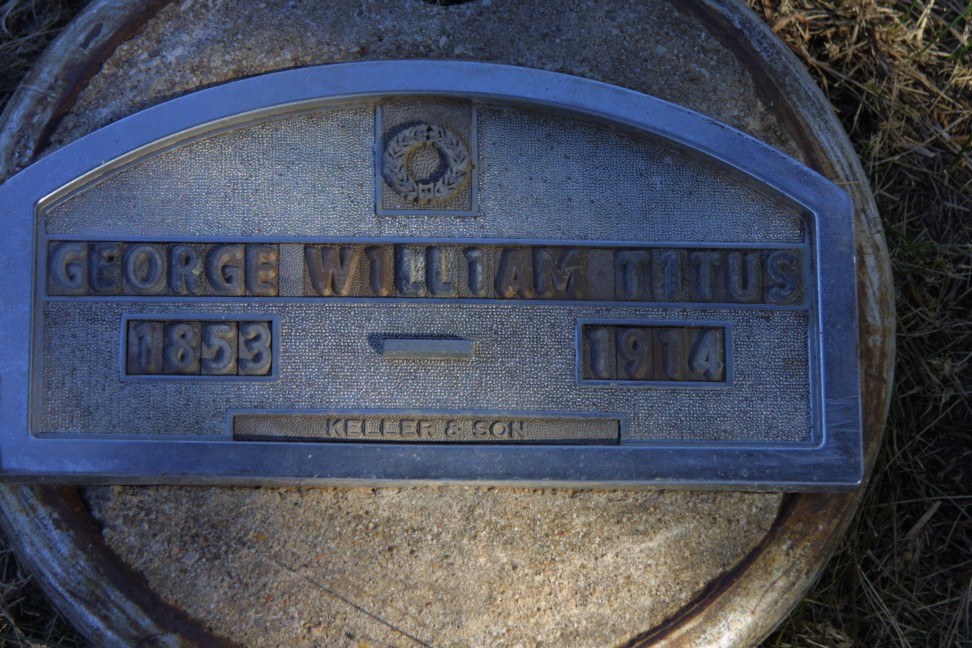 GEORGE WILLIAM TITUS
1853 — 1914
KELLER & SON